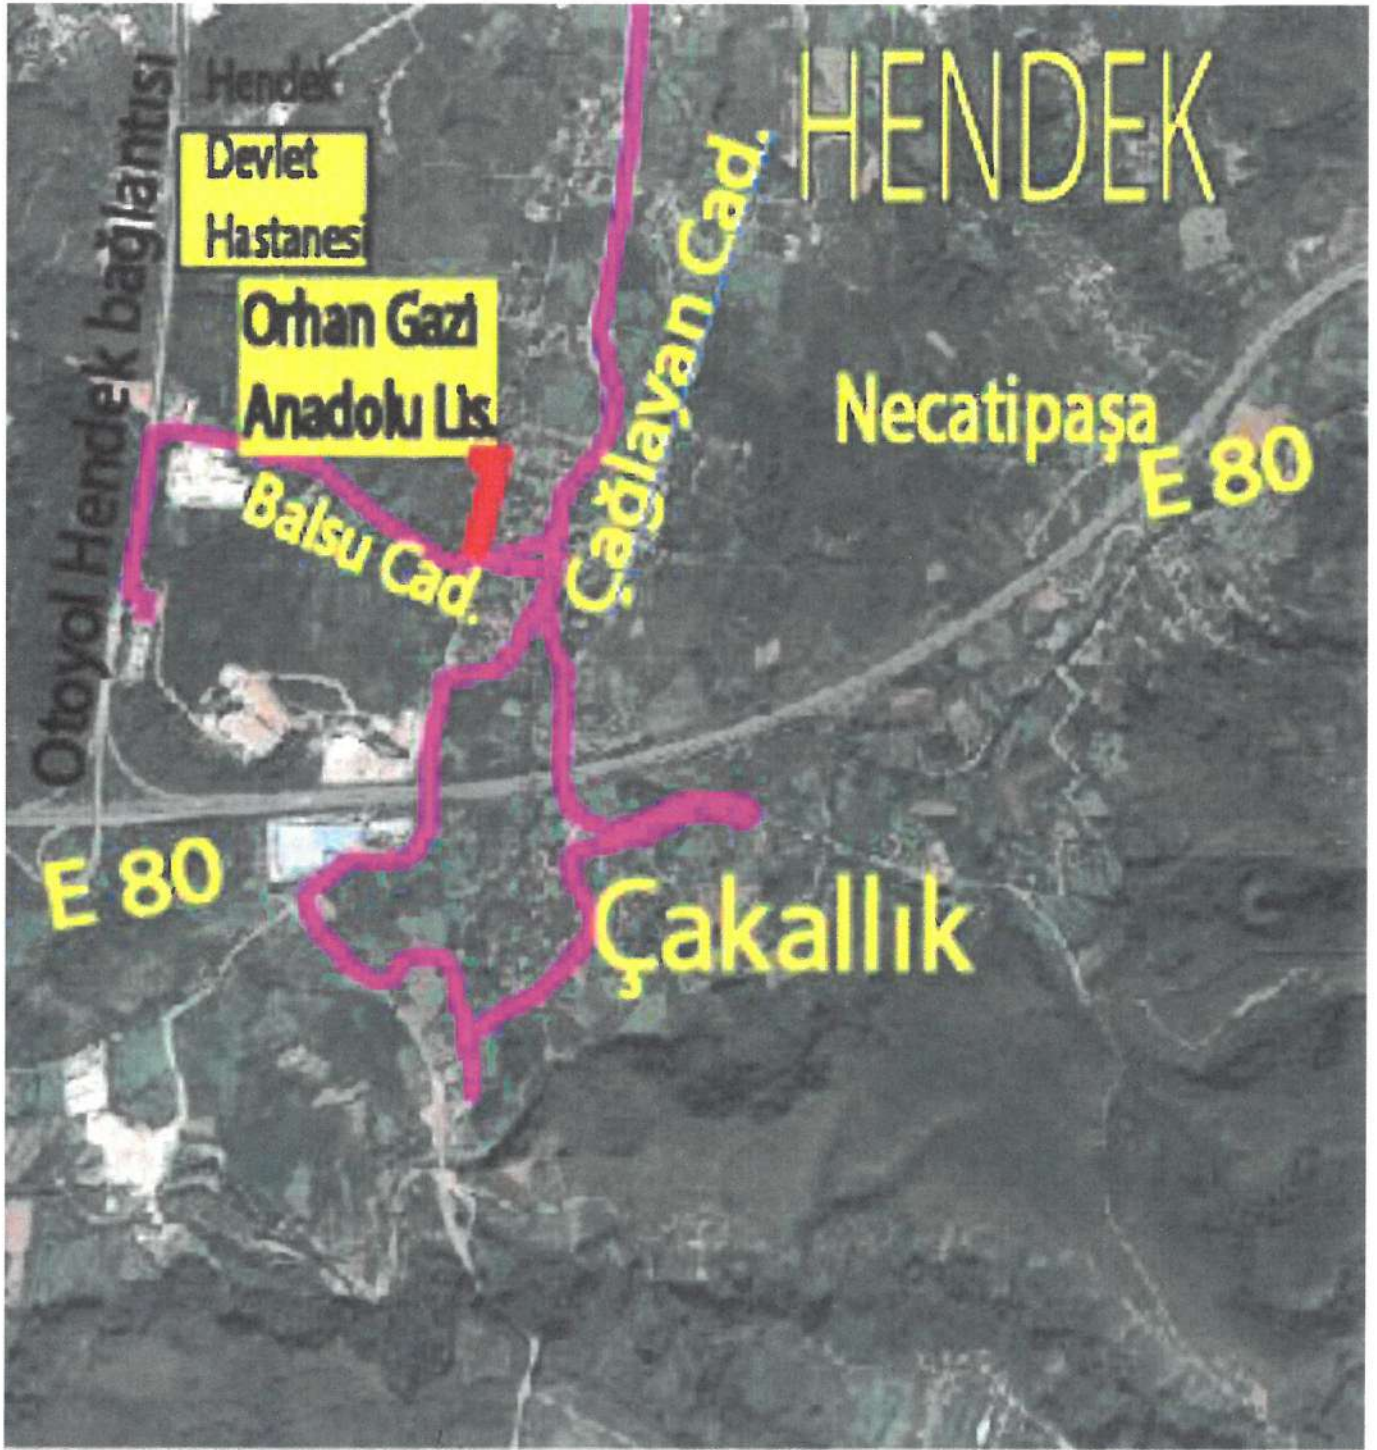 HENDEK
Hendek
Devlet
Hastanesi
Otoyol Hendek bağlantısı
Orhan Gazi
Anadolu Lis.
Çağlayan Cad.
Necatipaşa
E 80
Balsu Cad.
E 80
Çakallık